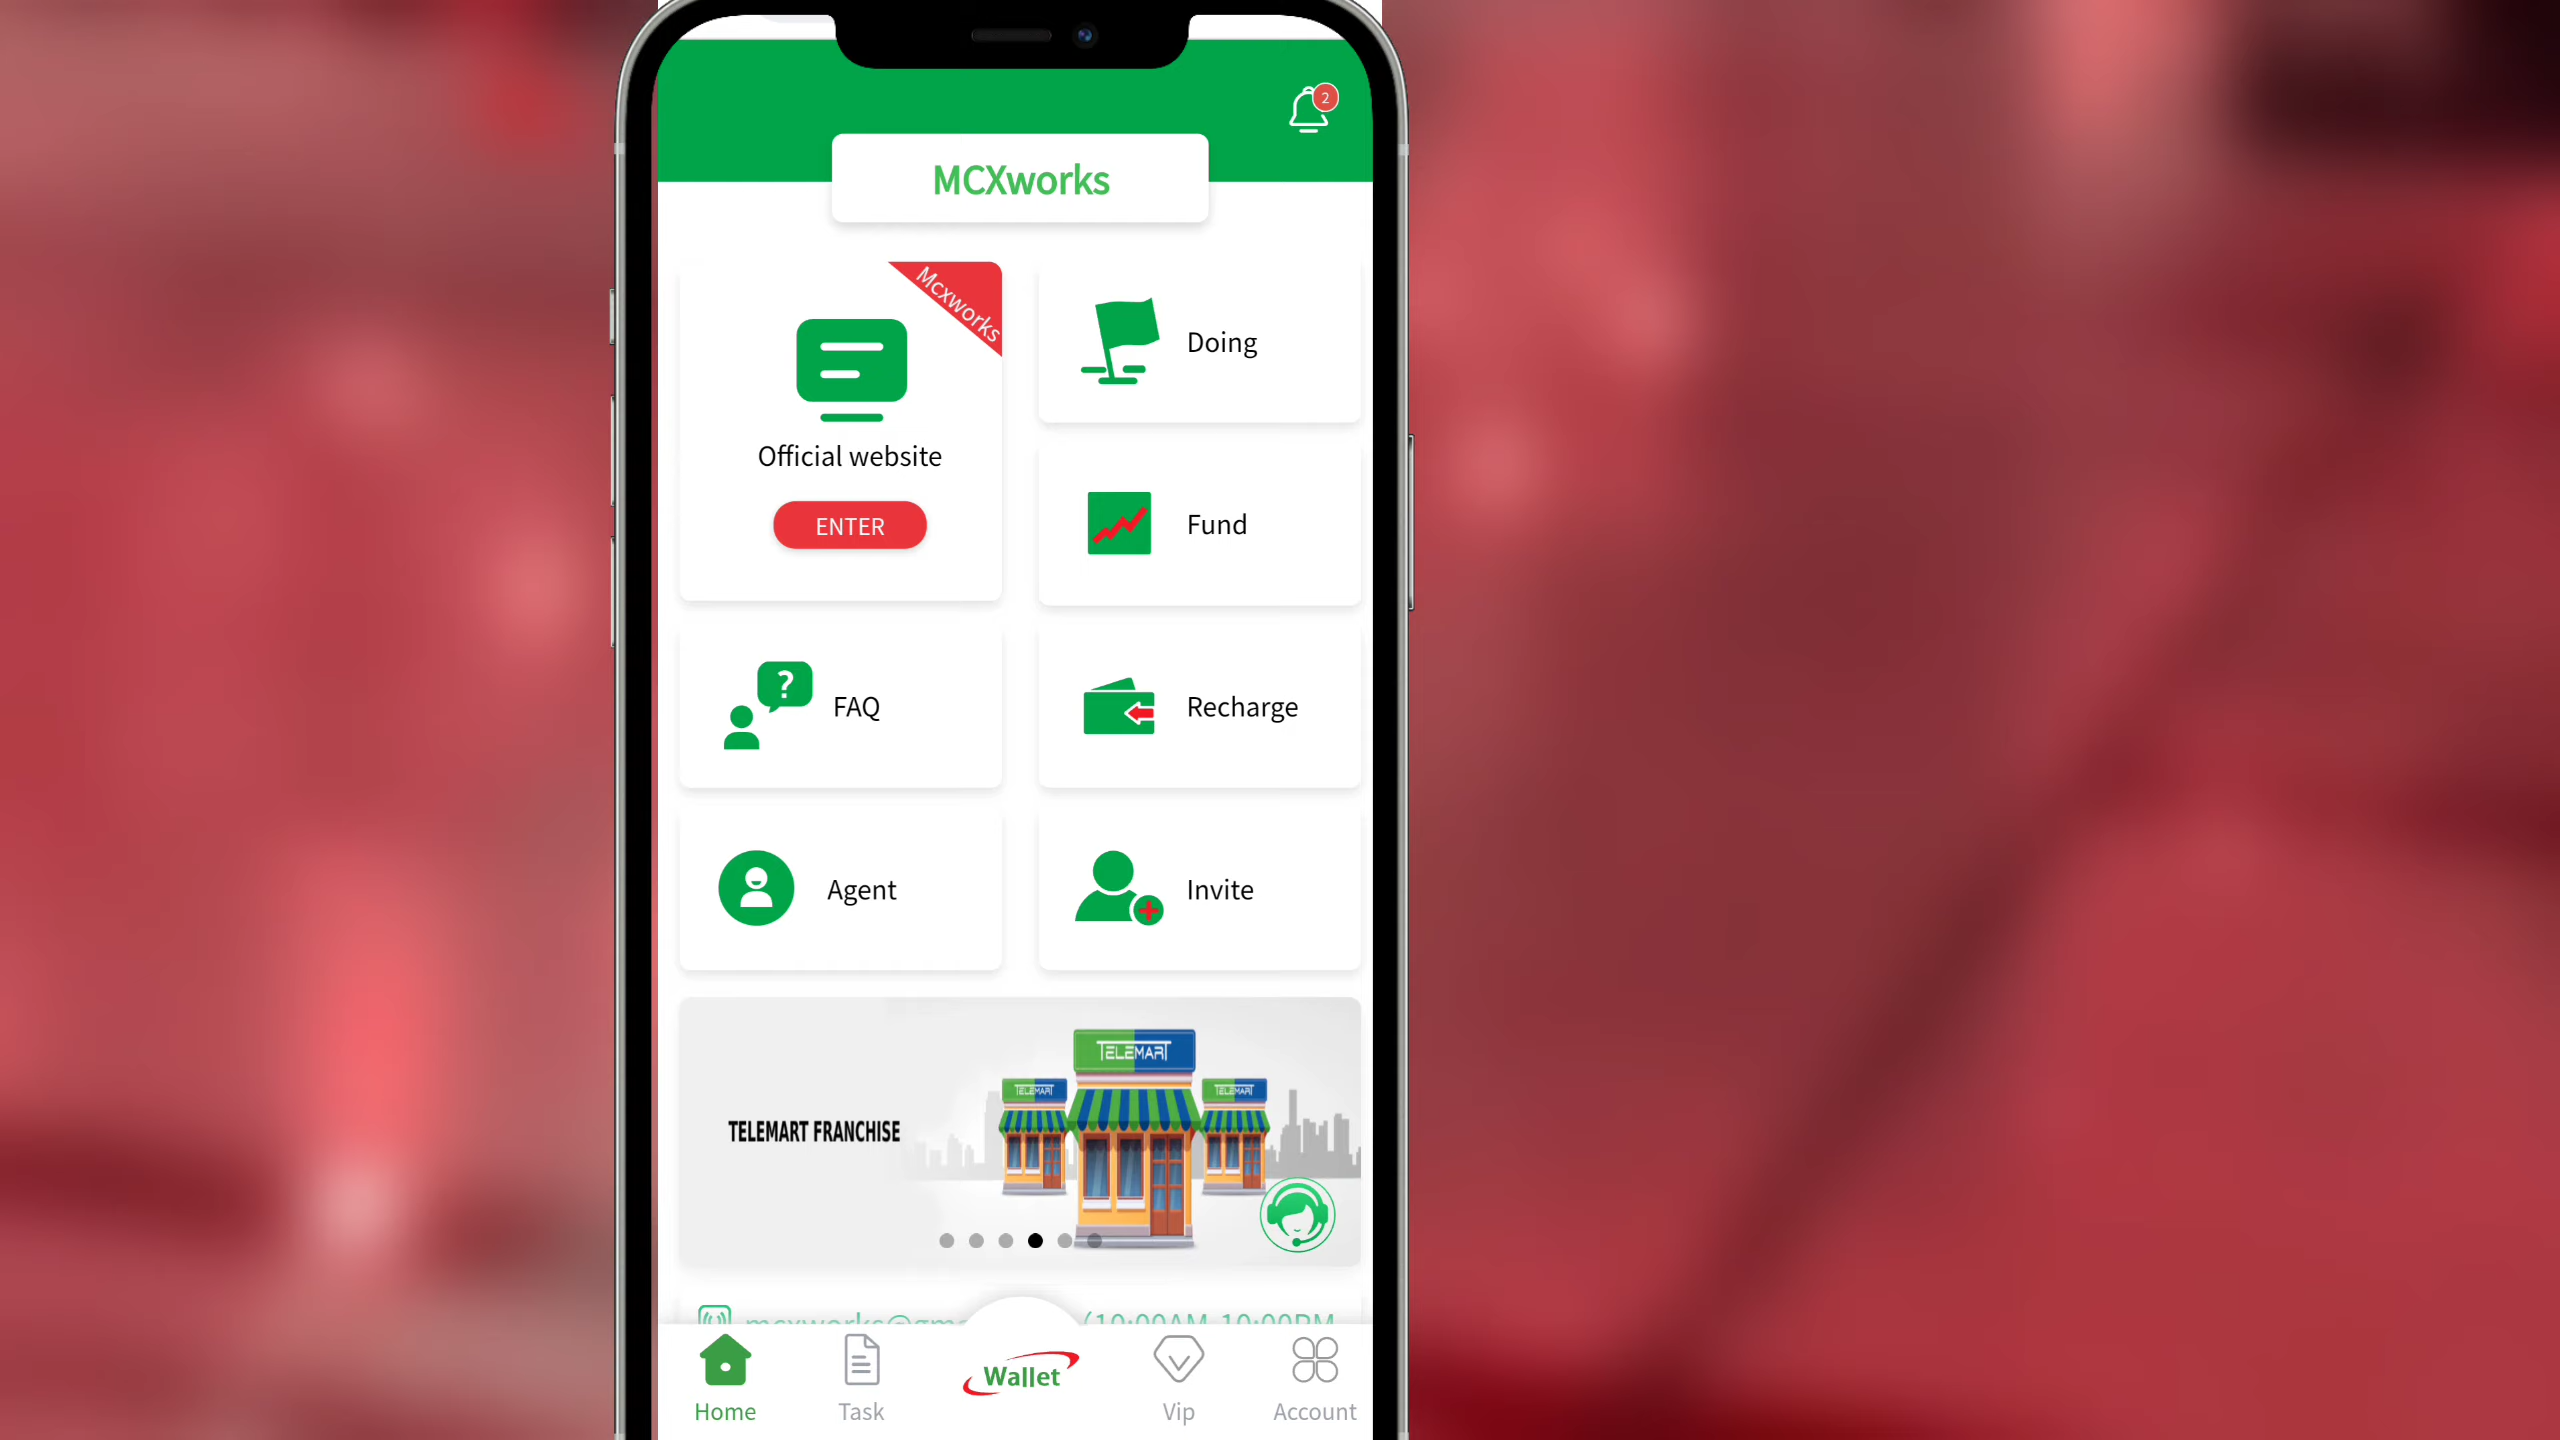 2
MCXworks
Mcxworks
Official website
ENTER
Doing
Fund
FAQ
Recharge
Agent
Invite
TELEMART
TELEMART
TELEMART
TELEMART FRANCHISE
mcxworks@gma (10:00AM-10:00PM
Wallet
Home
Task
Vip
Account